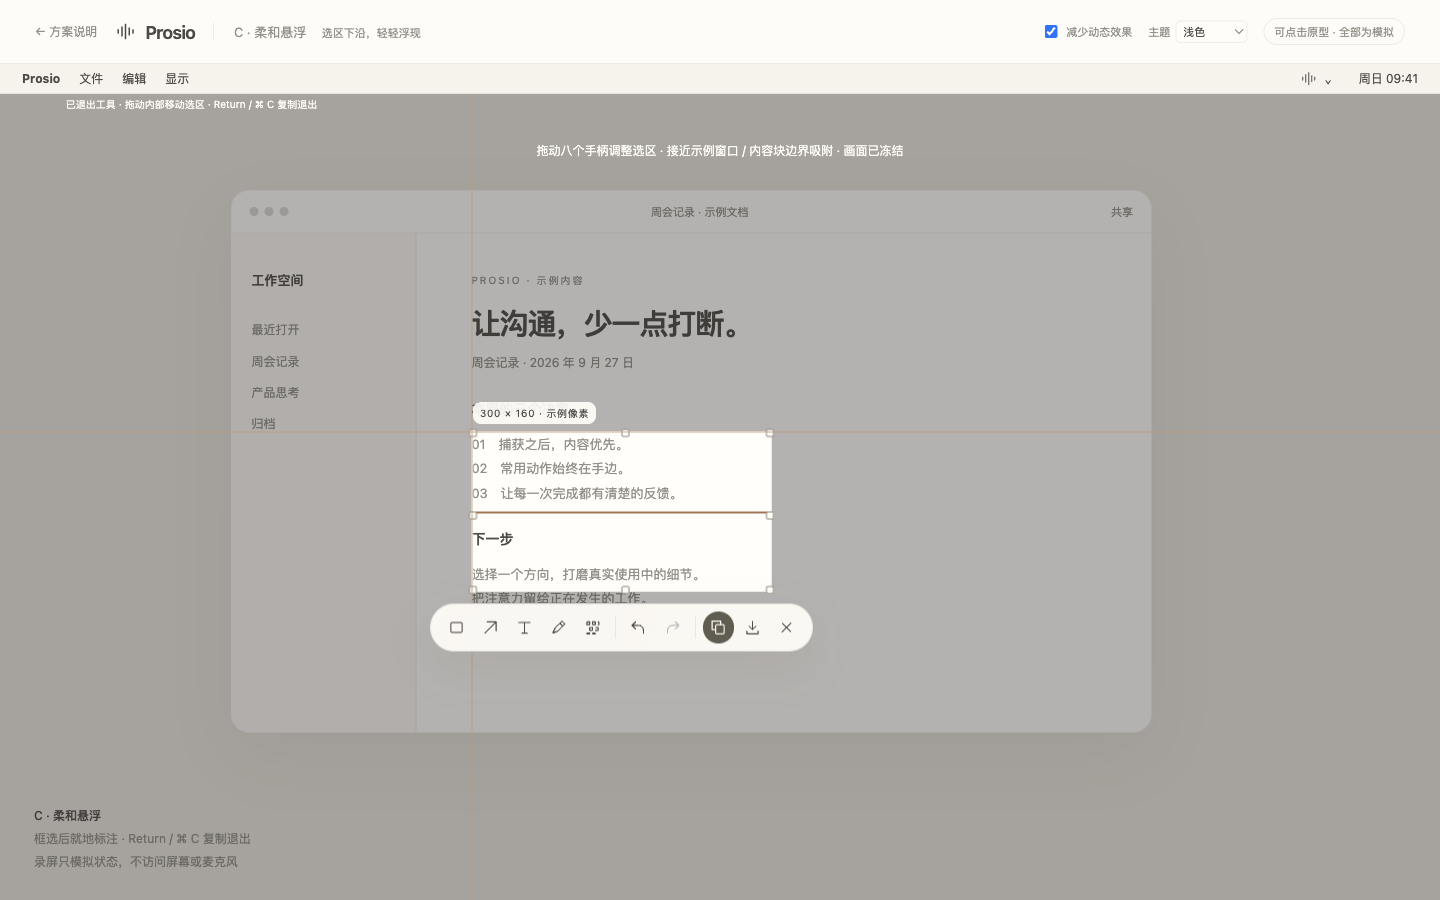 ← 方案说明 Prosio C · 柔和悬浮 选区下沿，轻轻浮现 减少动态效果 主题 浅色 可点击原型 · 全部为模拟
Prosio 文件 编辑 显示 周日 09:41
已退出工具 · 拖动内部移动选区 · Return / ⌘ C 复制退出
拖动八个手柄调整选区 · 接近示例窗口 / 内容块边界吸附 · 画面已冻结
周会记录 · 示例文档 共享
工作空间
最近打开
周会记录
产品思考
归档
PROSIO · 示例内容
让沟通，少一点打断。
周会记录 · 2026 年 9 月 27 日
300 × 160 · 示例像素
01 捕获之后，内容优先。
02 常用动作始终在手边。
03 让每一次完成都有清楚的反馈。
下一步
选择一个方向，打磨真实使用中的细节。
把注意力留给正在发生的工作。
C · 柔和悬浮
框选后就地标注 · Return / ⌘ C 复制退出
录屏只模拟状态，不访问屏幕或麦克风